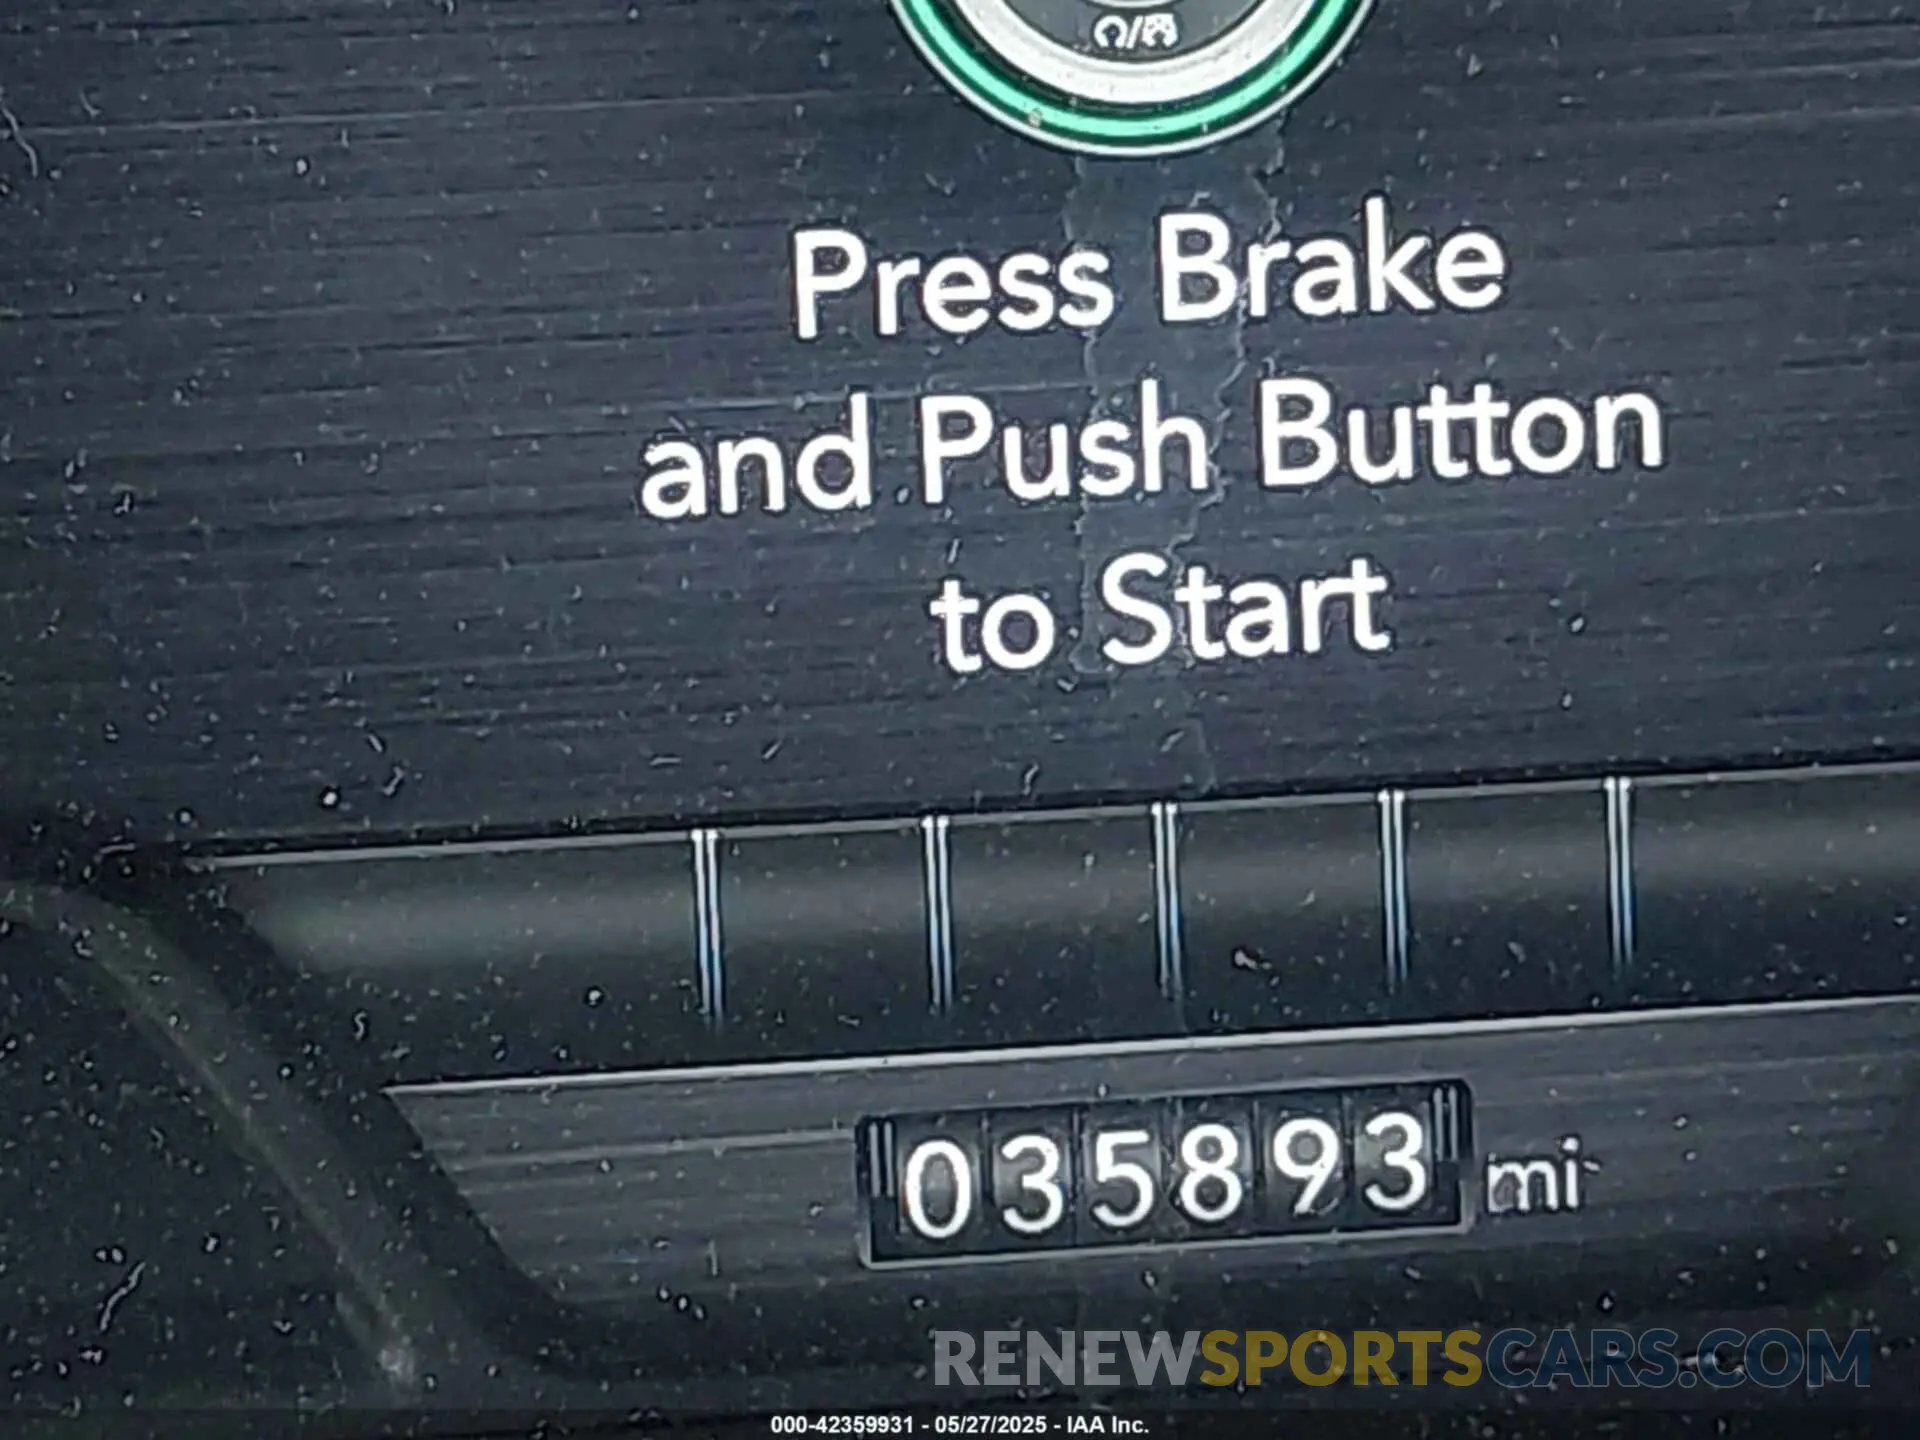 Press Brake
and Push Button
to Start
035893 mi
RENEWSPORTSCARS.COM
000-42359931 - 05/27/2025 - IAA Inc.